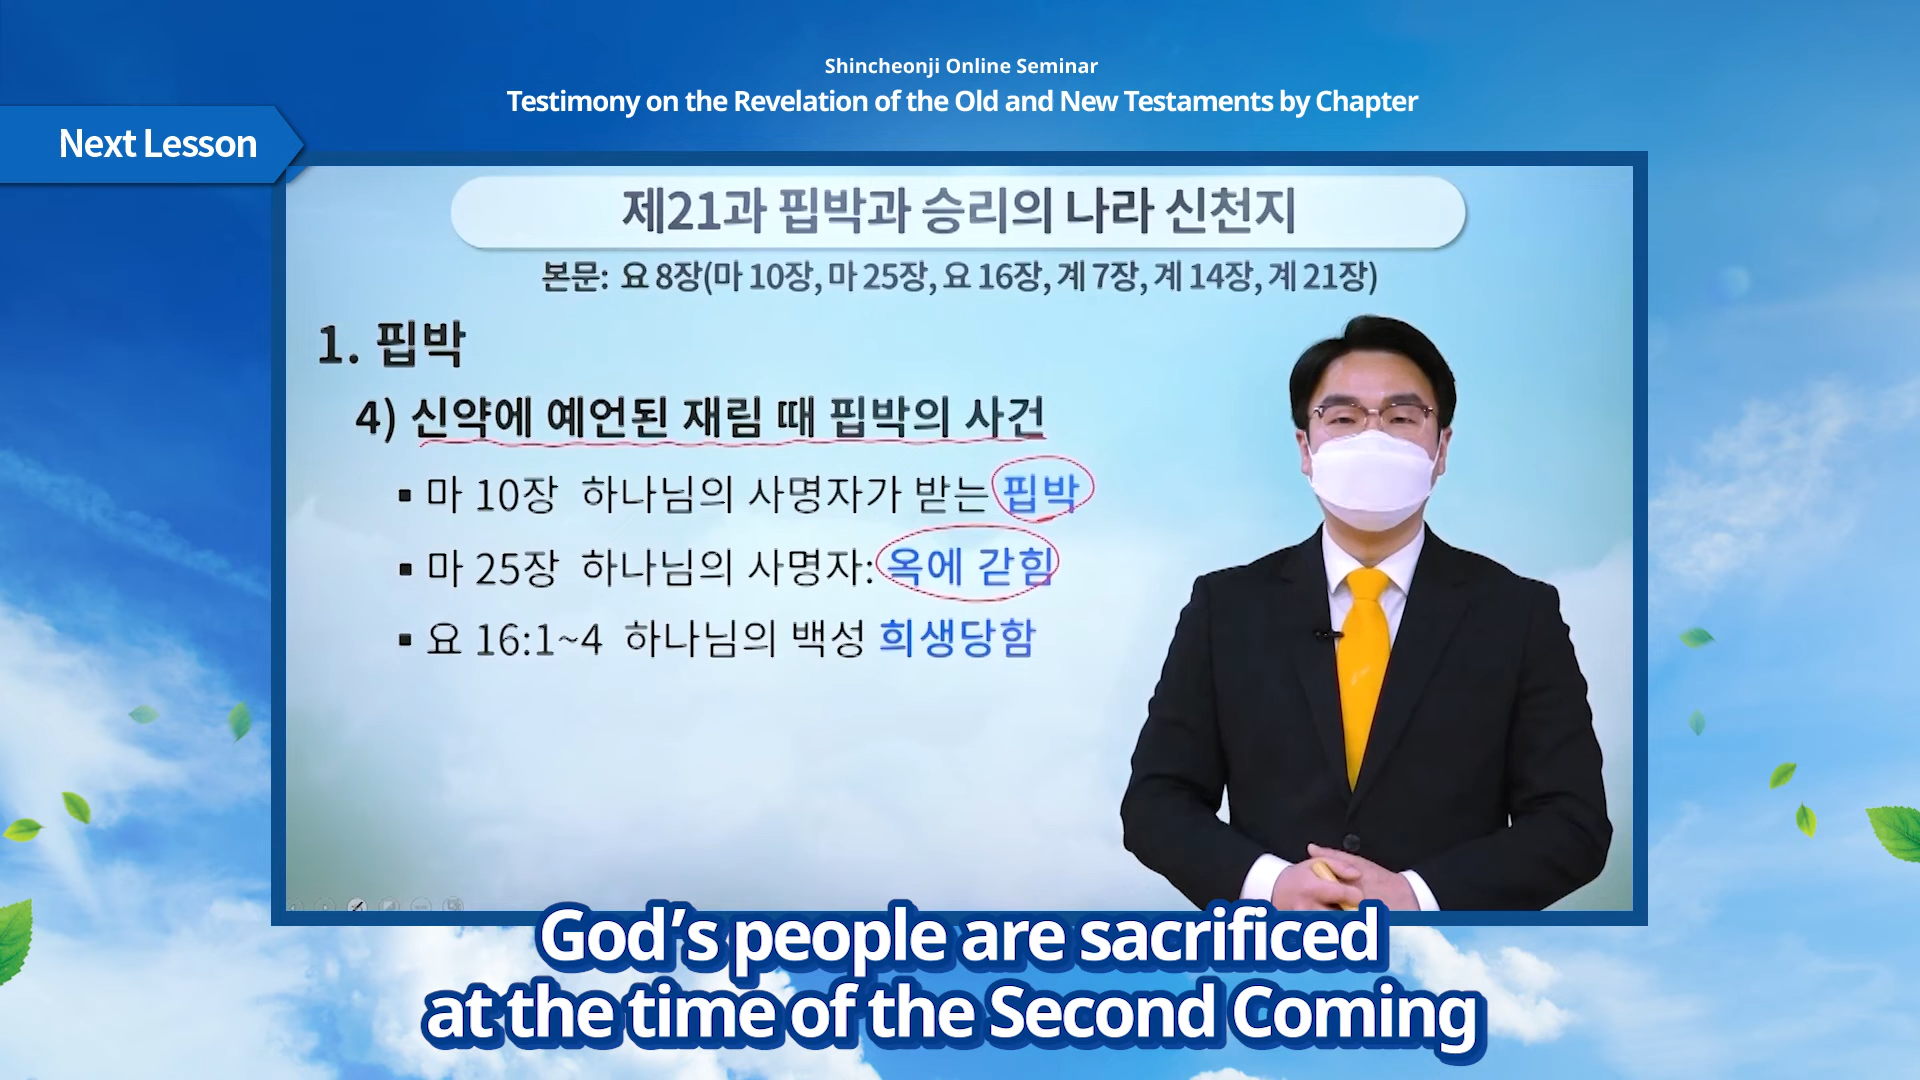 Shincheonji Online Seminar
Testimony on the Revelation of the Old and New Testaments by Chapter
Next Lesson
제21과 핍박과 승리의 나라 신천지
본문: 요 8장(마 10장, 마 25장, 요 16장, 계 7장, 계 14장, 계 21장)
1. 핍박
4) 신약에 예언된 재림 때 핍박의 사건
▪ 마 10장 하나님의 사명자가 받는 핍박
▪ 마 25장 하나님의 사명자: 옥에 갇힘
▪ 요 16:1~4 하나님의 백성 희생당함
God's people are sacrificed
at the time of the Second Coming